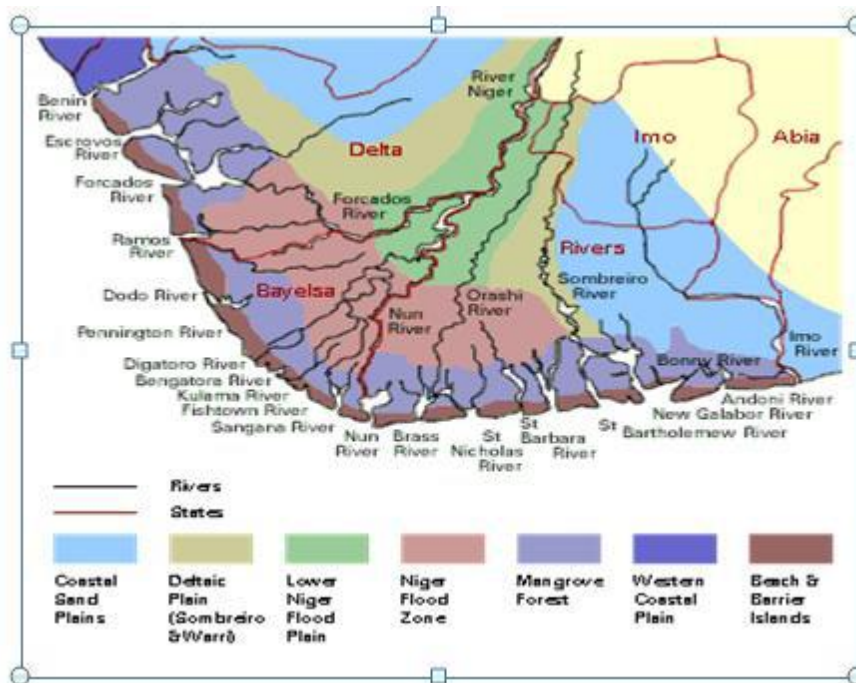 River
Niger
Benin
River
Escrovos
River
Imo
Abia
Delta
Forcados
River
Forcados
River
Ramos
River
Rivers
Sombreiro
River
Dodo River
Bayelsa
Orashi
River
Nun
River
Pennington River
Imo
River
Digatoro River
Bonny River
Bengatora River
Kulama River
Fishtown River
Sangana River
Andoni River
New Galabor River
Nun
River
Brass
River
St
Nicholas
River
St
Barbara
River
St
Bartholemew River
Rivers
States
Coastal
Sand
Plains
Deltaic
Plain
(Sombreiro
&Warri)
Lower
Niger
Flood
Plain
Niger
Flood
Zone
Mangrove
Forest
Western
Coastal
Plain
Beach &
Barrier
Islands